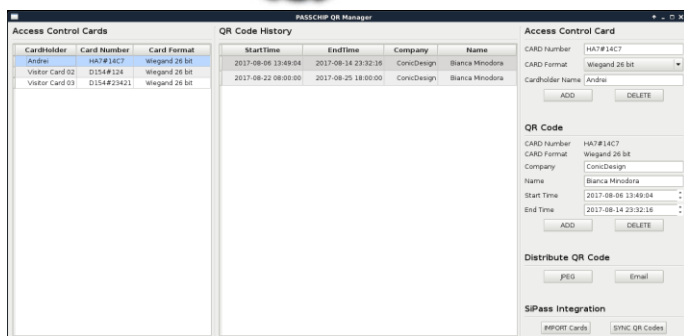 PASSCHIP QR Manager
Access Control Cards
CardHolder Card Number Card Format
Andrei HA7#14C7 Wiegand 26 bit
Visitor Card 02 D154#124 Wiegand 26 bit
Visitor Card 03 D154#23421 Wiegand 26 bit
QR Code History
StartTime EndTime Company Name
2017-08-06 13:49:04 2017-08-14 23:32:16 ConicDesign Bianca Minodora
2017-08-22 08:00:00 2017-08-25 18:00:00 ConicDesign Bianca Minodora
Access Control Card
CARD Number HA7#14C7
CARD Format Wiegand 26 bit
Cardholder Name Andrei
ADD DELETE
QR Code
CARD Number HA7#14C7
CARD Format Wiegand 26 bit
Company ConicDesign
Name Bianca Minodora
Start Time 2017-08-06 13:49:04
End Time 2017-08-14 23:32:16
ADD DELETE
Distribute QR Code
JPEG Email
SiPass Integration
IMPORT Cards SYNC QR Codes